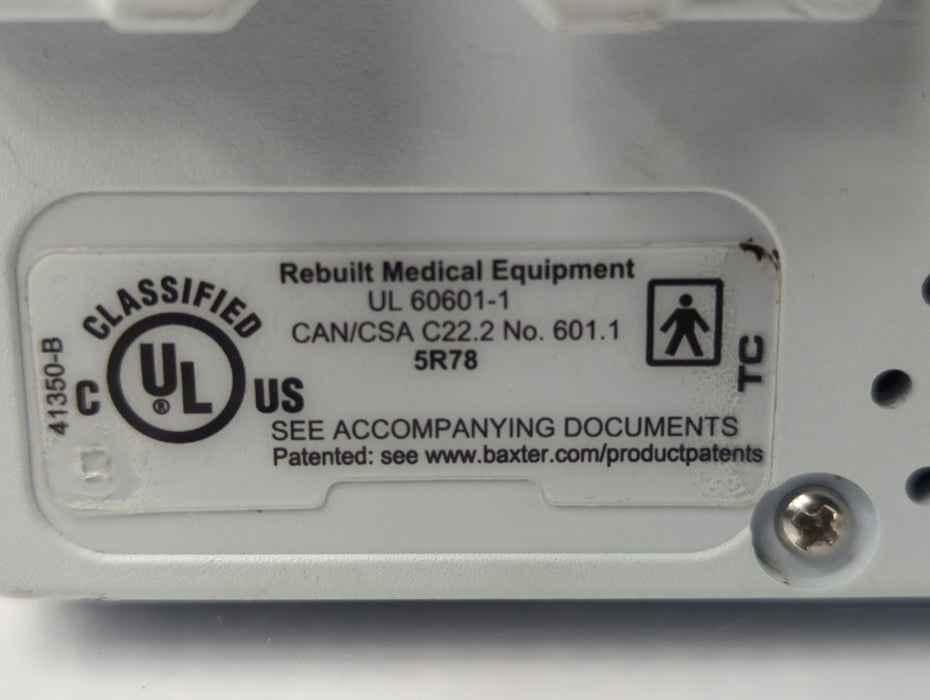 Rebuilt Medical Equipment
UL 60601-1
CAN/CSA C22.2 No. 601.1
5R78
CLASSIFIED
C UL® US
41350-B
TC
SEE ACCOMPANYING DOCUMENTS
Patented: see www.baxter.com/productpatents